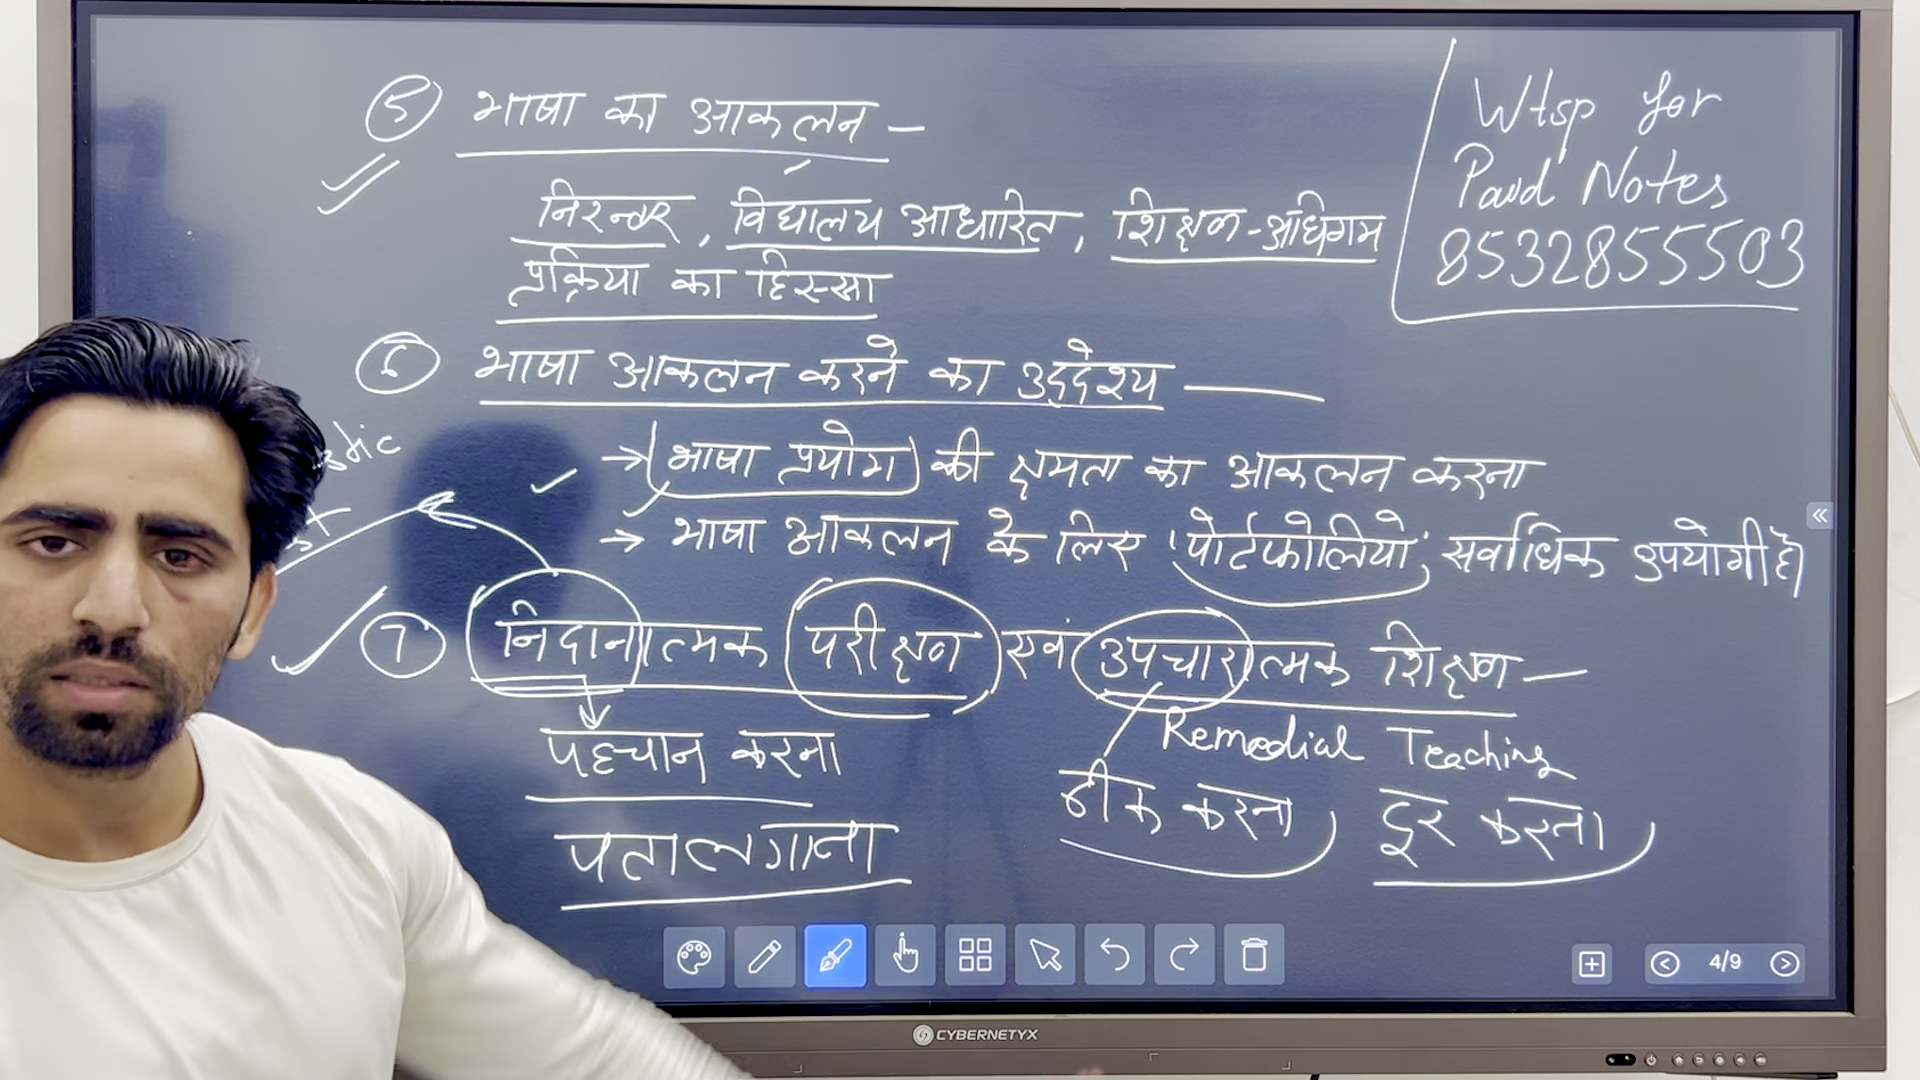 5 भाषा का आकलन –
निरन्तर, विद्यालय आधारित, शिक्षण-अधिगम
प्रक्रिया का हिस्सा
Wtsp for
Paid Notes
8532855503
6 भाषा आकलन करने का उद्देश्य —
→ (भाषा प्रयोग) की क्षमता का आकलन करना
→ भाषा आकलन के लिए 'पोर्टफोलियो' सर्वाधिक उपयोगी है।
7 निदानात्मक परीक्षण एवं उपचारात्मक शिक्षण –
Remedial Teaching
पहचान करना
ठीक करना
दूर करना
पता लगाना
4/9
CYBERNETYX